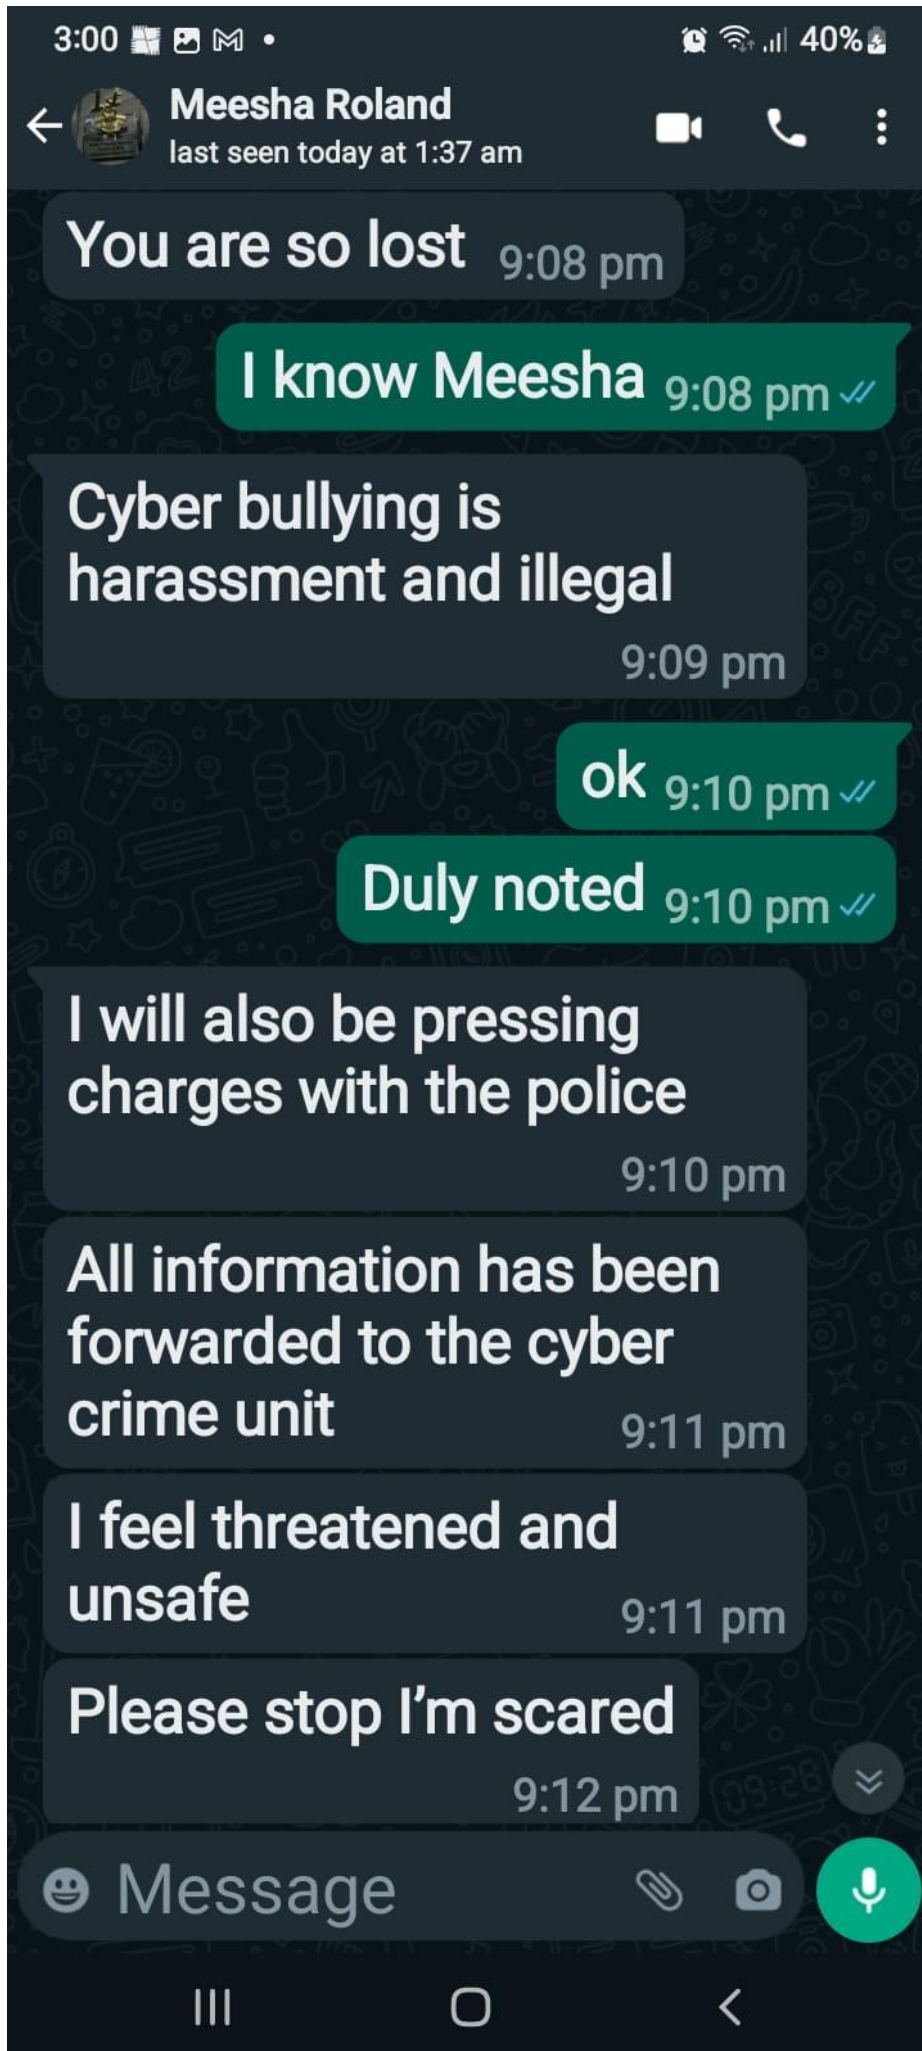 3:00 40%
Meesha Roland
last seen today at 1:37 am
You are so lost 9:08 pm
I know Meesha 9:08 pm
Cyber bullying is
harassment and illegal
9:09 pm
ok 9:10 pm
Duly noted 9:10 pm
I will also be pressing
charges with the police
9:10 pm
All information has been
forwarded to the cyber
crime unit 9:11 pm
I feel threatened and
unsafe 9:11 pm
Please stop I’m scared
9:12 pm
Message